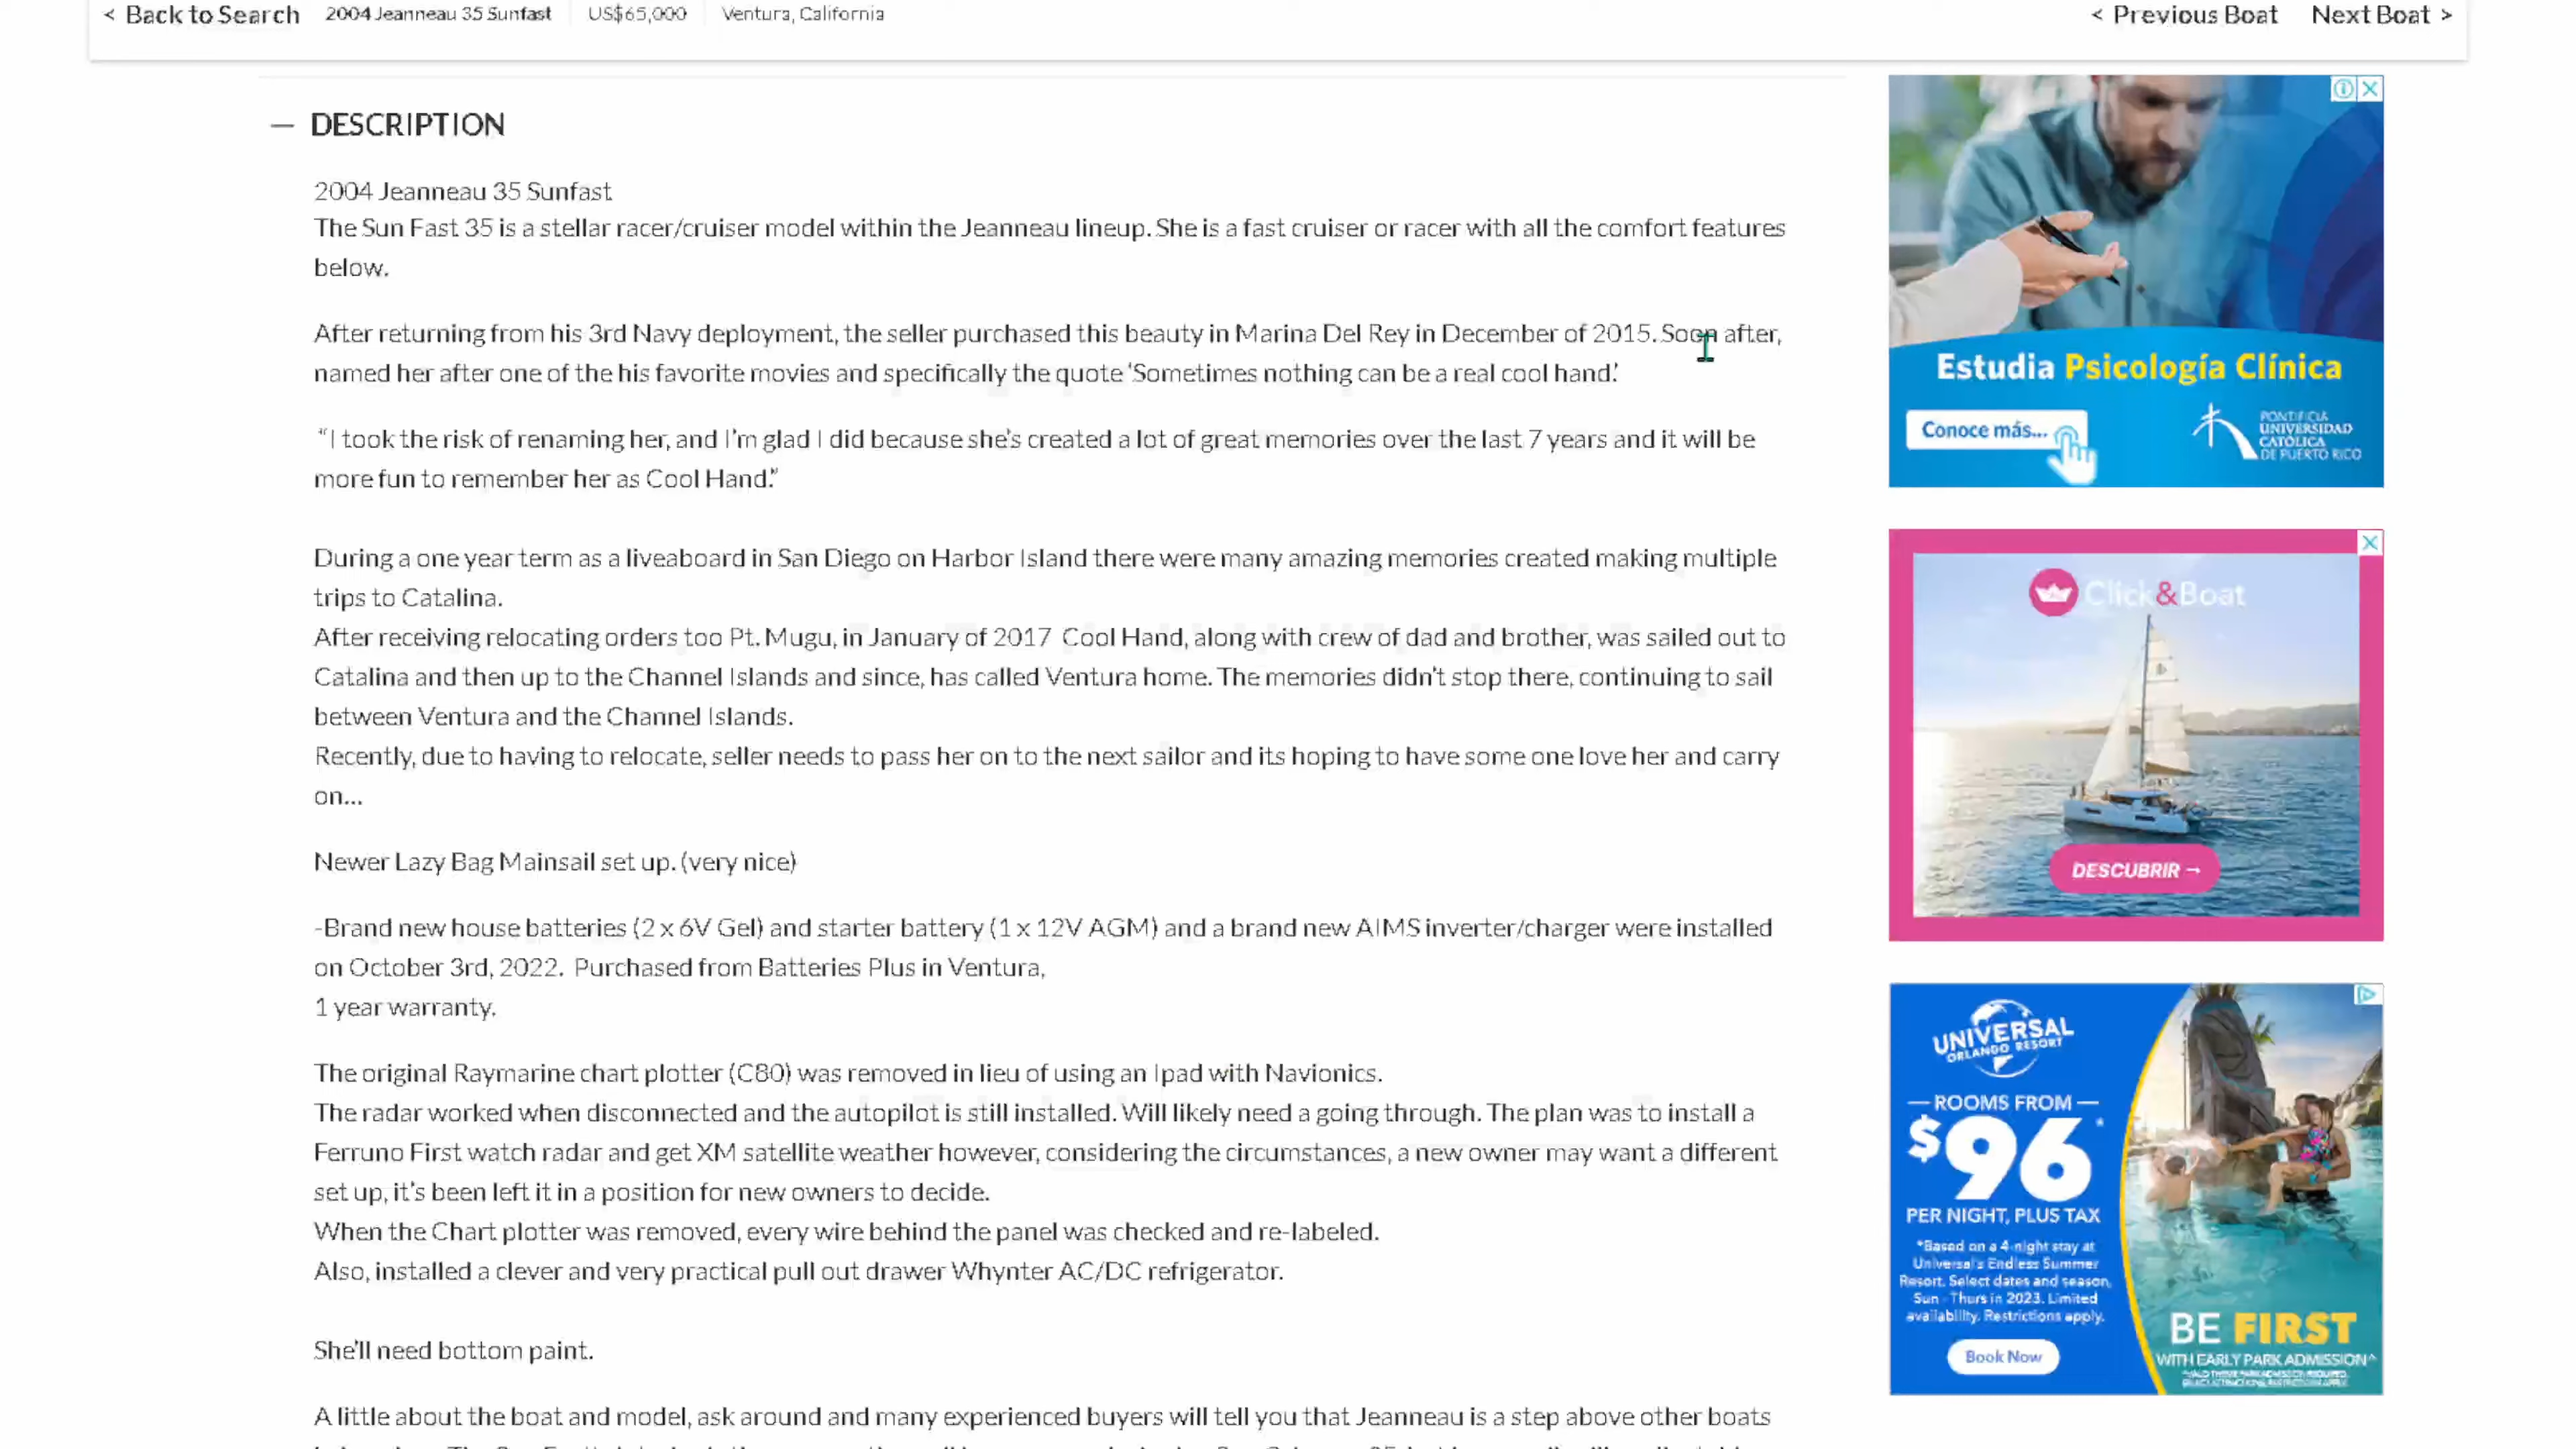 < Back to Search
2004 Jeanneau 35 Sunfast
US$65,000
Ventura, California
< Previous Boat
Next Boat >
— DESCRIPTION
2004 Jeanneau 35 Sunfast
The Sun Fast 35 is a stellar racer/cruiser model within the Jeanneau lineup. She is a fast cruiser or racer with all the comfort features
below.
After returning from his 3rd Navy deployment, the seller purchased this beauty in Marina Del Rey in December of 2015. Soon after,
named her after one of the his favorite movies and specifically the quote ‘Sometimes nothing can be a real cool hand.’
“I took the risk of renaming her, and I’m glad I did because she’s created a lot of great memories over the last 7 years and it will be
more fun to remember her as Cool Hand.”
During a one year term as a liveaboard in San Diego on Harbor Island there were many amazing memories created making multiple
trips to Catalina.
After receiving relocating orders too Pt. Mugu, in January of 2017 Cool Hand, along with crew of dad and brother, was sailed out to
Catalina and then up to the Channel Islands and since, has called Ventura home. The memories didn’t stop there, continuing to sail
between Ventura and the Channel Islands.
Recently, due to having to relocate, seller needs to pass her on to the next sailor and its hoping to have some one love her and carry
on...
Newer Lazy Bag Mainsail set up. (very nice)
-Brand new house batteries (2 x 6V Gel) and starter battery (1 x 12V AGM) and a brand new AIMS inverter/charger were installed
on October 3rd, 2022. Purchased from Batteries Plus in Ventura,
1 year warranty.
The original Raymarine chart plotter (C80) was removed in lieu of using an Ipad with Navionics.
The radar worked when disconnected and the autopilot is still installed. Will likely need a going through. The plan was to install a
Ferruno First watch radar and get XM satellite weather however, considering the circumstances, a new owner may want a different
set up, it’s been left it in a position for new owners to decide.
When the Chart plotter was removed, every wire behind the panel was checked and re-labeled.
Also, installed a clever and very practical pull out drawer Whynter AC/DC refrigerator.
She’ll need bottom paint.
A little about the boat and model, ask around and many experienced buyers will tell you that Jeanneau is a step above other boats
Estudia Psicología Clínica
Conoce más...
PONTIFICIA
UNIVERSIDAD
CATÓLICA
DE PUERTO RICO
Click&Boat
DESCUBRIR →
UNIVERSAL
ORLANDO RESORT
— ROOMS FROM —
$96*
PER NIGHT, PLUS TAX
*Based on a 4-night stay at
Universal's Endless Summer
Resort. Select dates and season,
Sun - Thurs in 2023. Limited
availability. Restrictions apply.
Book Now
BE FIRST
WITH EARLY PARK ADMISSION^